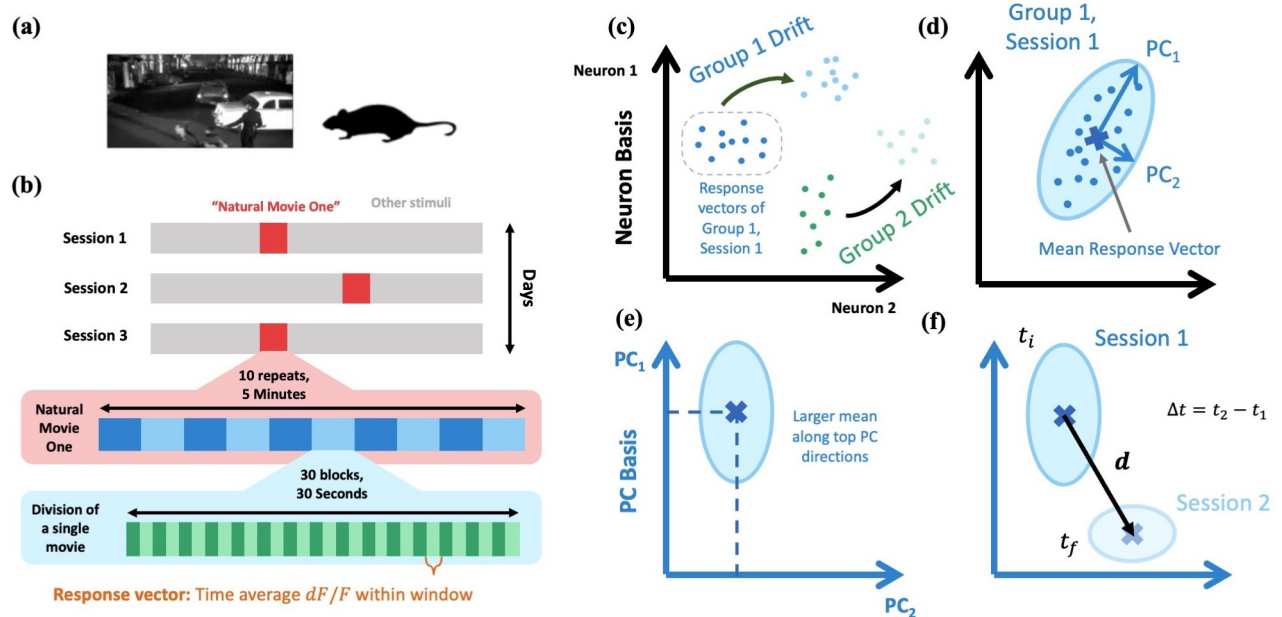 (a)
(b)
"Natural Movie One"
Other stimuli
Session 1
Session 2
Session 3
Days
10 repeats,
5 Minutes
Natural
Movie
One
30 blocks,
30 Seconds
Division of
a single
movie
Response vector: Time average dF/F within window
(c)
Neuron 1
Group 1 Drift
Neuron Basis
Response
vectors of
Group 1,
Session 1
Group 2 Drift
Neuron 2
(d)
Group 1,
Session 1
PC₁
PC₂
Mean Response Vector
(e)
PC₁
PC Basis
Larger mean
along top PC
directions
PC₂
(f)
tᵢ
Session 1
Δt = t₂ − t₁
d
Session 2
t_f